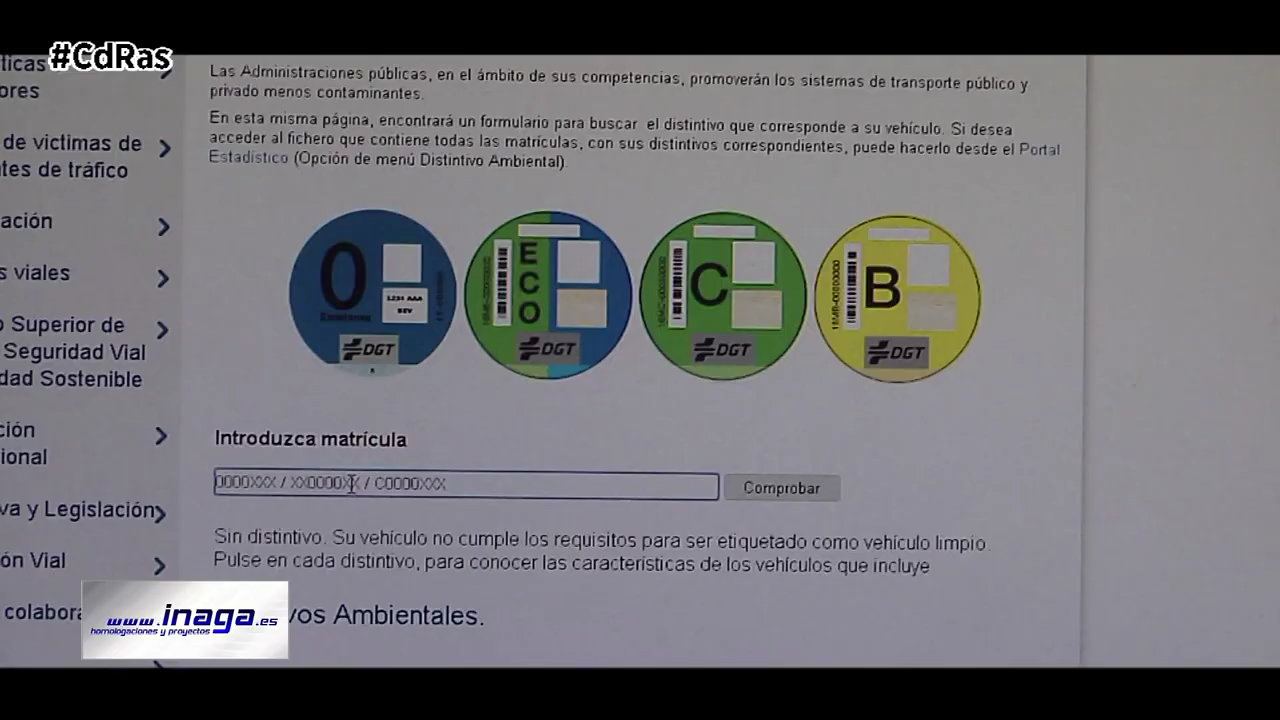 #CdRas
ticas
ores
de victimas de
tes de tráfico
ación
s viales
o Superior de
Seguridad Vial
dad Sostenible
ción
ional
va y Legislación
ón Vial
colabora
Las Administraciones públicas, en el ámbito de sus competencias, promoverán los sistemas de transporte público y
privado menos contaminantes.
En esta misma página, encontrará un formulario para buscar el distintivo que corresponde a su vehículo. Si desea
acceder al fichero que contiene todas las matrículas, con sus distintivos correspondientes, puede hacerlo desde el Portal
Estadístico (Opción de menú Distintivo Ambiental).
0
1234 AAA
BEV
DGT
ECO
DGT
C
DGT
B
DGT
Introduzca matrícula
0000XXX / XX0000XX / C0000XXX
Comprobar
Sin distintivo. Su vehículo no cumple los requisitos para ser etiquetado como vehículo limpio.
Pulse en cada distintivo, para conocer las características de los vehículos que incluye
vos Ambientales.
www.inaga.es
homologaciones y proyectos